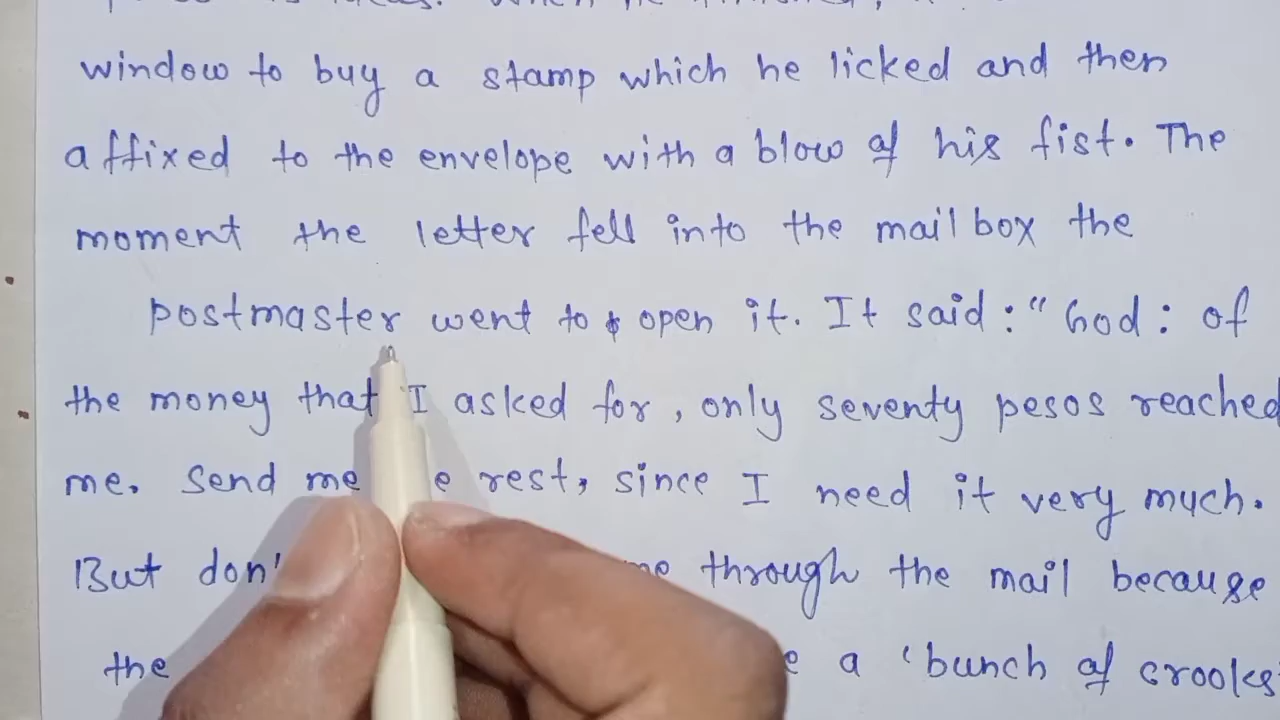 window to buy a stamp which he licked and then
affixed to the envelope with a blow of his fist. The
moment the letter fell into the mailbox the
postmaster went to open it. It said: "God: of
the money that I asked for, only seventy pesos reached
me. Send me rest, since I need it very much.
But don' through the mail because
the a 'bunch of crooks'